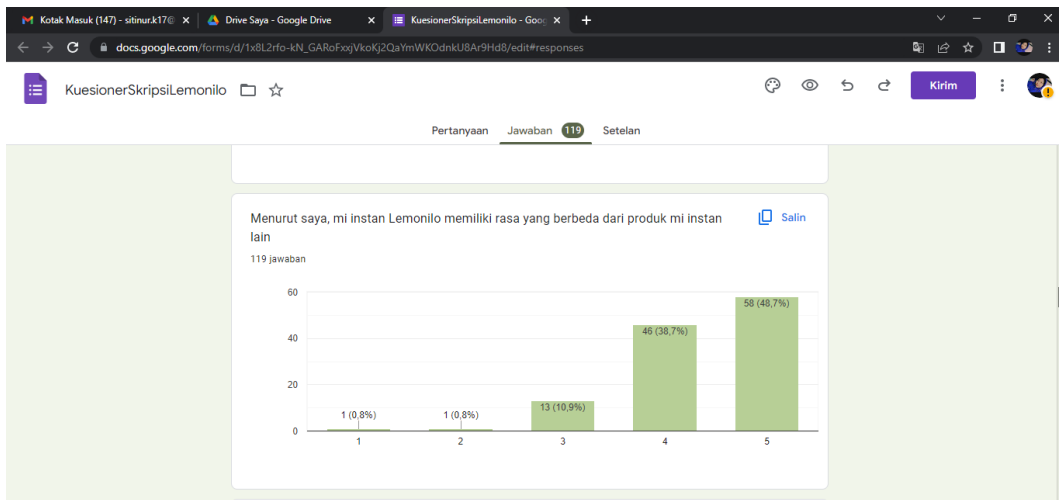 Kotak Masuk (147) - sitinur.k17@
Drive Saya - Google Drive
KuesionerSkripsiLemonilo - Goog
docs.google.com/forms/d/1x8L2rfo-kN_GARoFxxjVkoKj2QaYmWKOdnkU8Ar9Hd8/edit#responses
KuesionerSkripsiLemonilo
Kirim
Pertanyaan Jawaban 119 Setelan
Menurut saya, mi instan Lemonilo memiliki rasa yang berbeda dari produk mi instan
lain
Salin
119 jawaban
60
40
20
0
1 (0,8%)
1 (0,8%)
13 (10,9%)
46 (38,7%)
58 (48,7%)
1 2 3 4 5